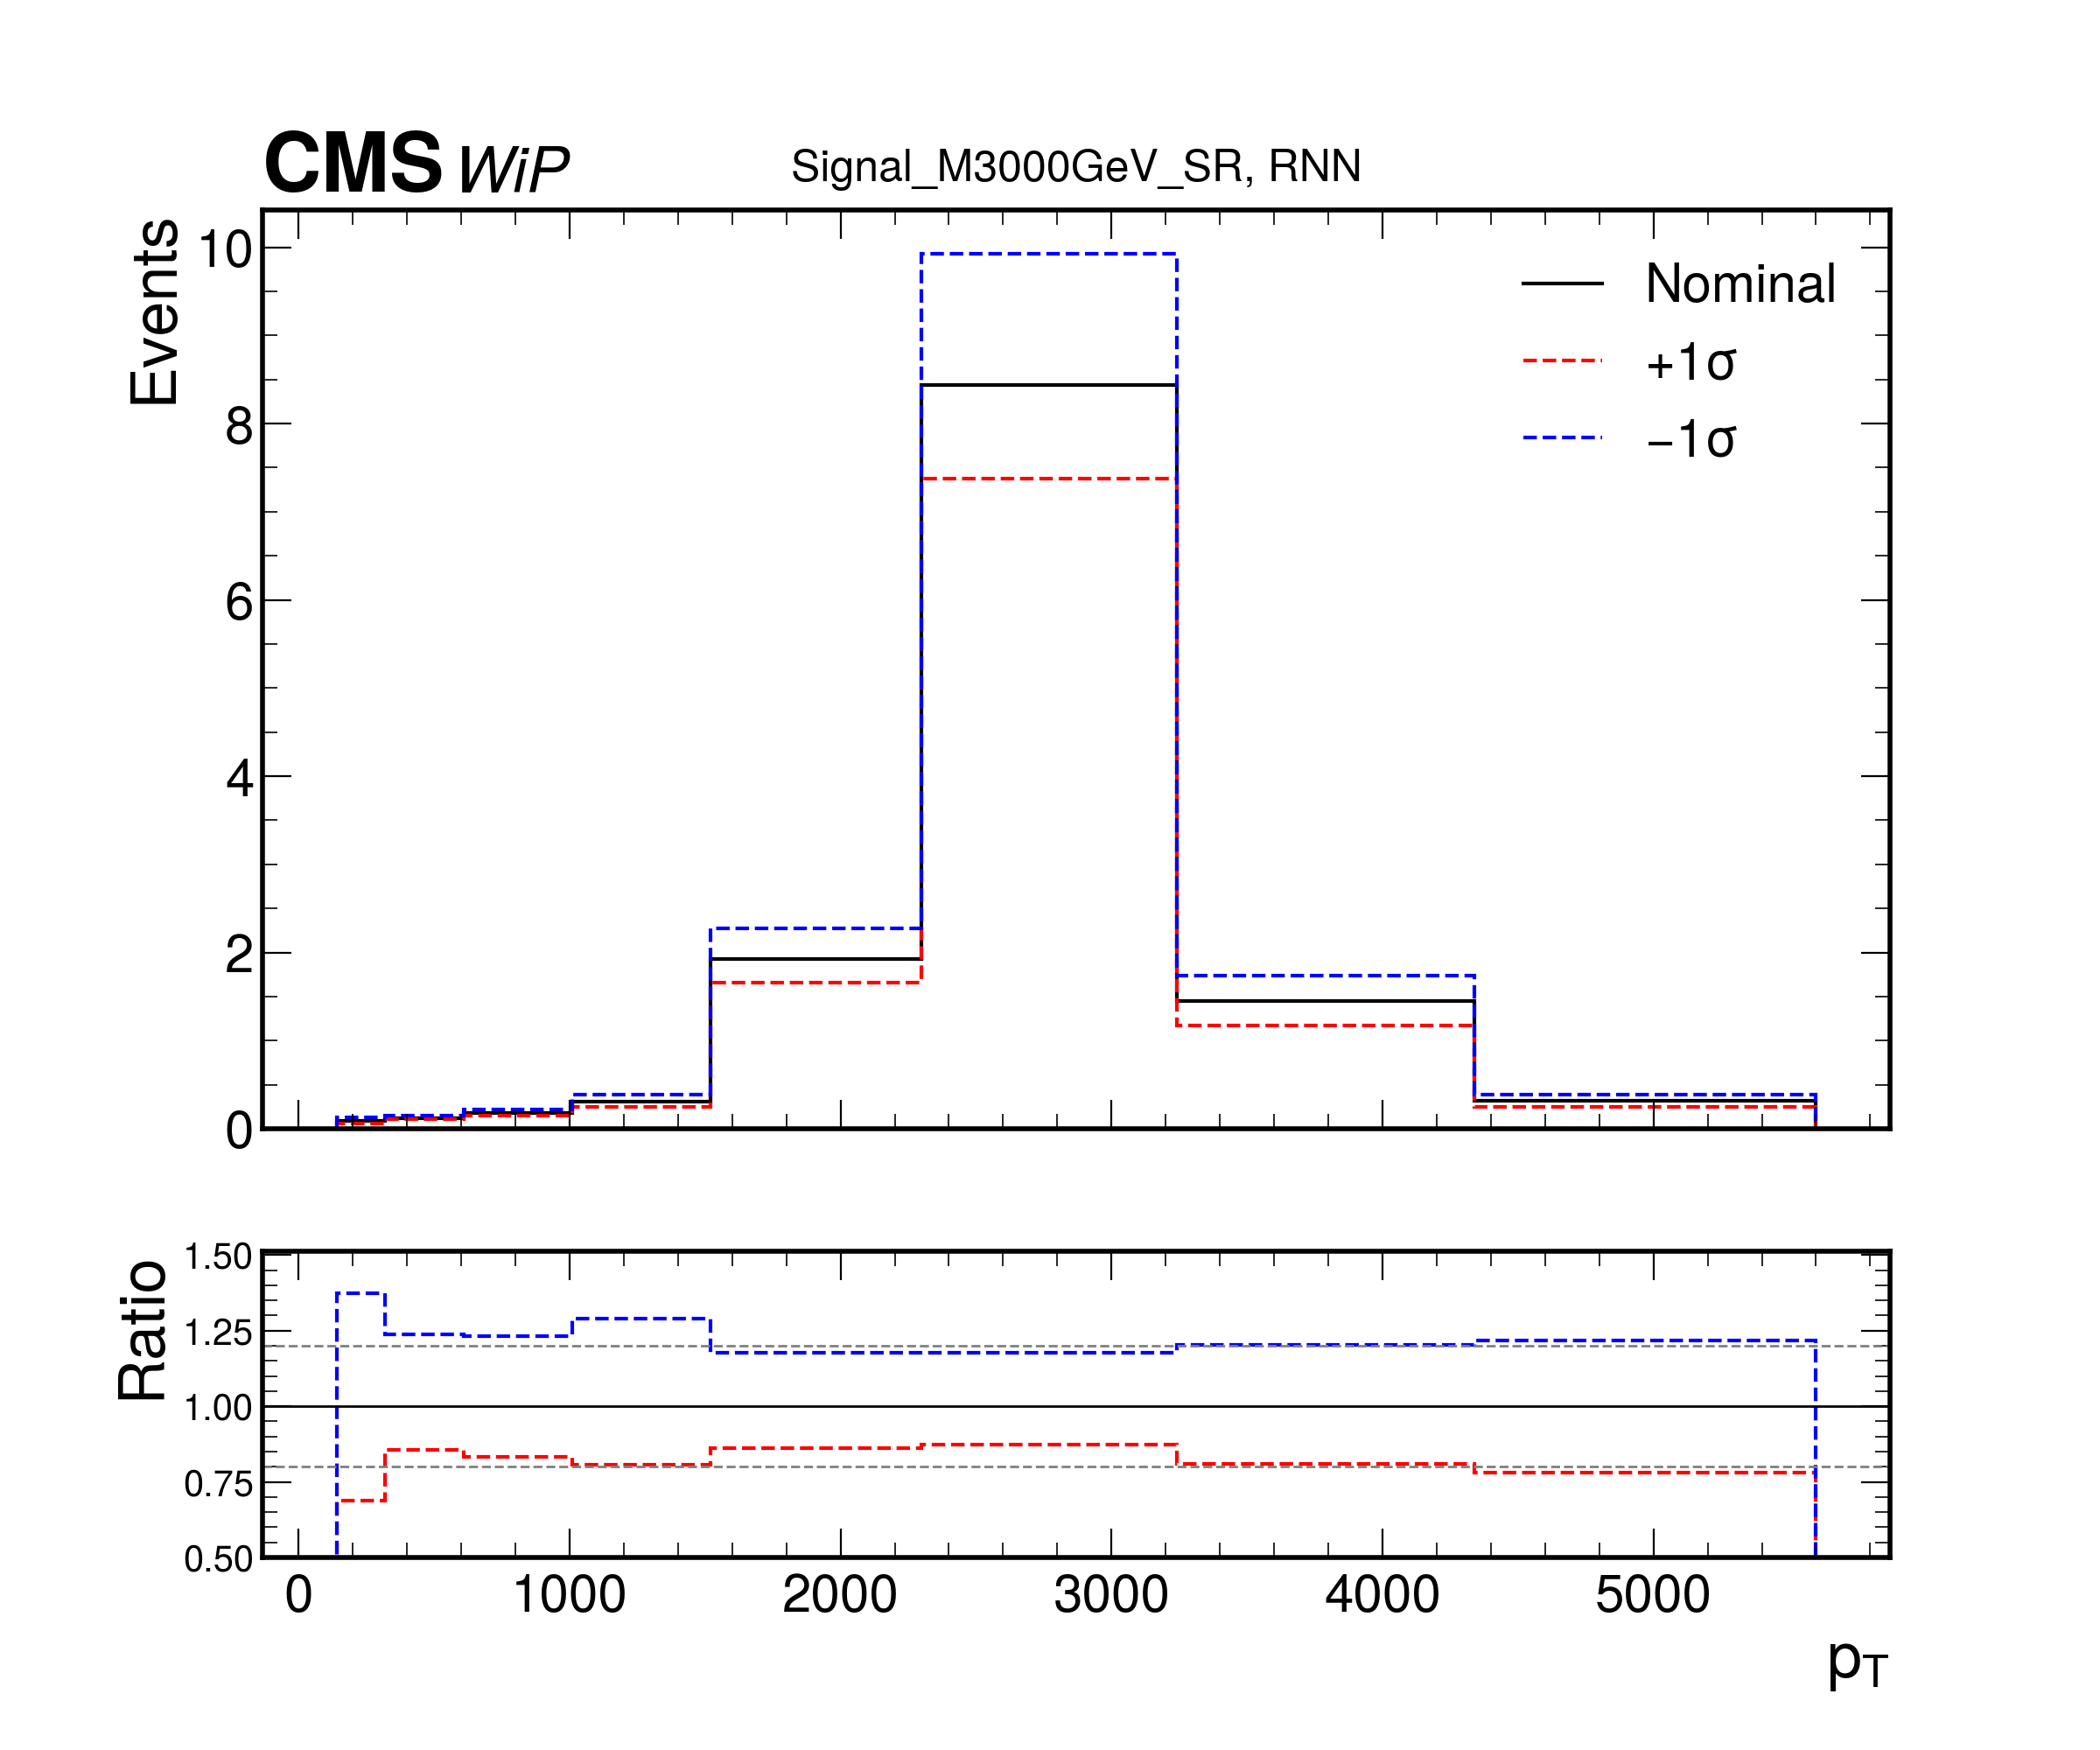 CMS WiP Signal_M3000GeV_SR, RNN
Events
10
8
6
4
2
0
Nominal
+1σ
−1σ
Ratio
1.50
1.25
1.00
0.75
0.50
0 1000 2000 3000 4000 5000
pT